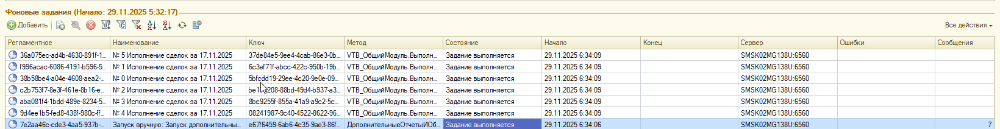 Фоновые задания (Начало: 29.11.2025 5:32:17)
Добавить Все действия
Регламентное Наименование Ключ Метод Состояние Начало Конец Сервер Ошибки Сообщения
36a075ec-ad4b-4630-891f-1... № 5 Исполнение сделок за 17.11.2025 37de84e5-9ee4-4cab-86e3-0b... VTB_ОбщийМодуль.Выполн... Задание выполняется 29.11.2025 6:34:09 SMSK02MG138U:6560
f996acac-6086-4191-b596-5... № 1 Исполнение сделок за 17.11.2025 6c3ef71f-abcc-422c-950b-19b... VTB_ОбщийМодуль.Выполн... Задание выполняется 29.11.2025 6:34:09 SMSK02MG138U:6560
38b58be4-a04e-4608-aea2-... № 0 Исполнение сделок за 17.11.2025 5bfcdd19-29ee-4c20-9e0e-09... VTB_ОбщийМодуль.Выполн... Задание выполняется 29.11.2025 6:34:09 SMSK02MG138U:6560
c2b753f7-8e3f-461e-8b16-e... № 2 Исполнение сделок за 17.11.2025 VTB_ОбщийМодуль.Выполн... Задание выполняется 29.11.2025 6:34:09 SMSK02MG138U:6560
aba081f4-1bdd-489e-8234-5... № 3 Исполнение сделок за 17.11.2025 8bc9255f-855a-41a9-a9c2-5c... VTB_ОбщийМодуль.Выполн... Задание выполняется 29.11.2025 6:34:09 SMSK02MG138U:6560
9d4ee1b5-fed8-438f-980c-ff... № 4 Исполнение сделок за 17.11.2025 08241987-9c40-4522-8622-96... VTB_ОбщийМодуль.Выполн... Задание выполняется 29.11.2025 6:34:09 SMSK02MG138U:6560
7e2aa46c-cde3-4aa5-937b-... Запуск вручную: Запуск дополнительны... e67f6459-6ab6-4c35-9ae3-86f... ДополнительныеОтчетыИОб... Задание выполняется 29.11.2025 6:34:06 SMSK02MG138U:6560 7